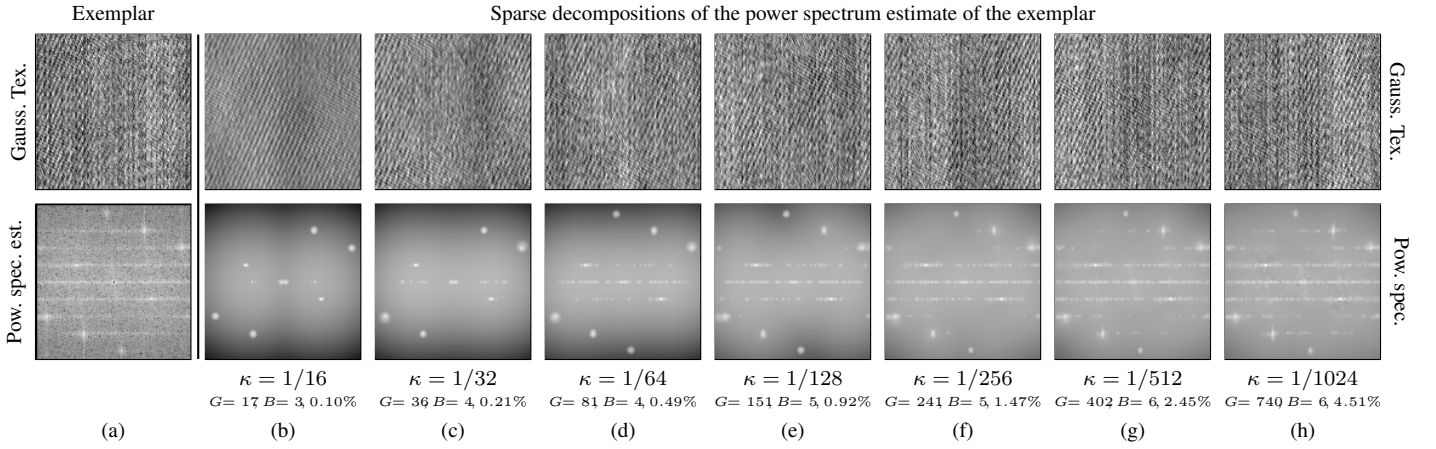 Exemplar
Sparse decompositions of the power spectrum estimate of the exemplar
Gauss. Tex.
Gauss. Tex.
Pow. spec. est.
Pow. spec.
κ = 1/16
κ = 1/32
κ = 1/64
κ = 1/128
κ = 1/256
κ = 1/512
κ = 1/1024
G= 17, B= 3, 0.10%
G= 36, B= 4, 0.21%
G= 81, B= 4, 0.49%
G= 151, B= 5, 0.92%
G= 241, B= 5, 1.47%
G= 402, B= 6, 2.45%
G= 740, B= 6, 4.51%
(a)
(b)
(c)
(d)
(e)
(f)
(g)
(h)